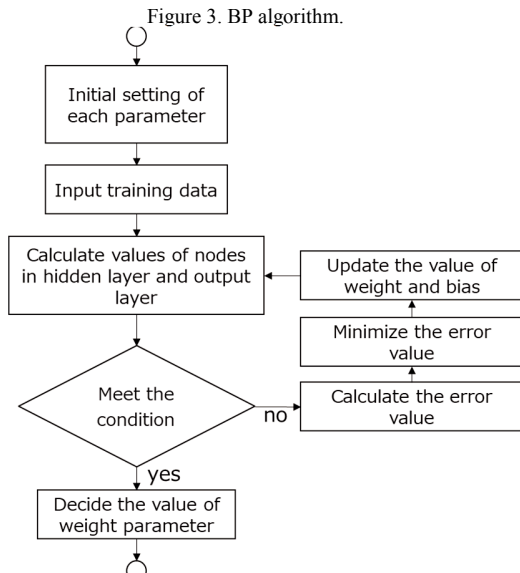 Figure 3. BP algorithm.
Initial setting of
each parameter
Input training data
Calculate values of nodes
in hidden layer and output
layer
Update the value of
weight and bias
Minimize the error
value
Calculate the error
value
Meet the
condition
no
yes
Decide the value of
weight parameter